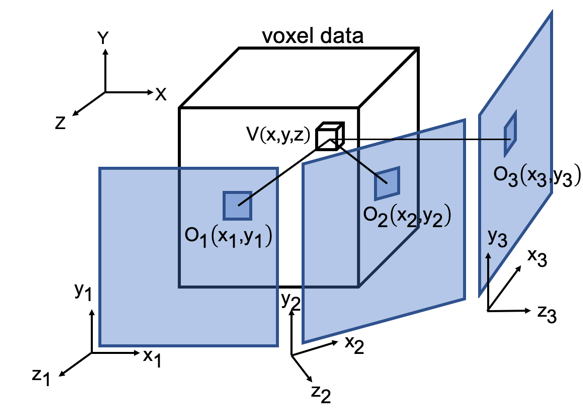 voxel data
Y
X
Z
V(x,y,z)
O₁(x₁,y₁)
O₂(x₂,y₂)
O₃(x₃,y₃)
y₁
x₁
z₁
y₂
x₂
z₂
y₃
x₃
z₃